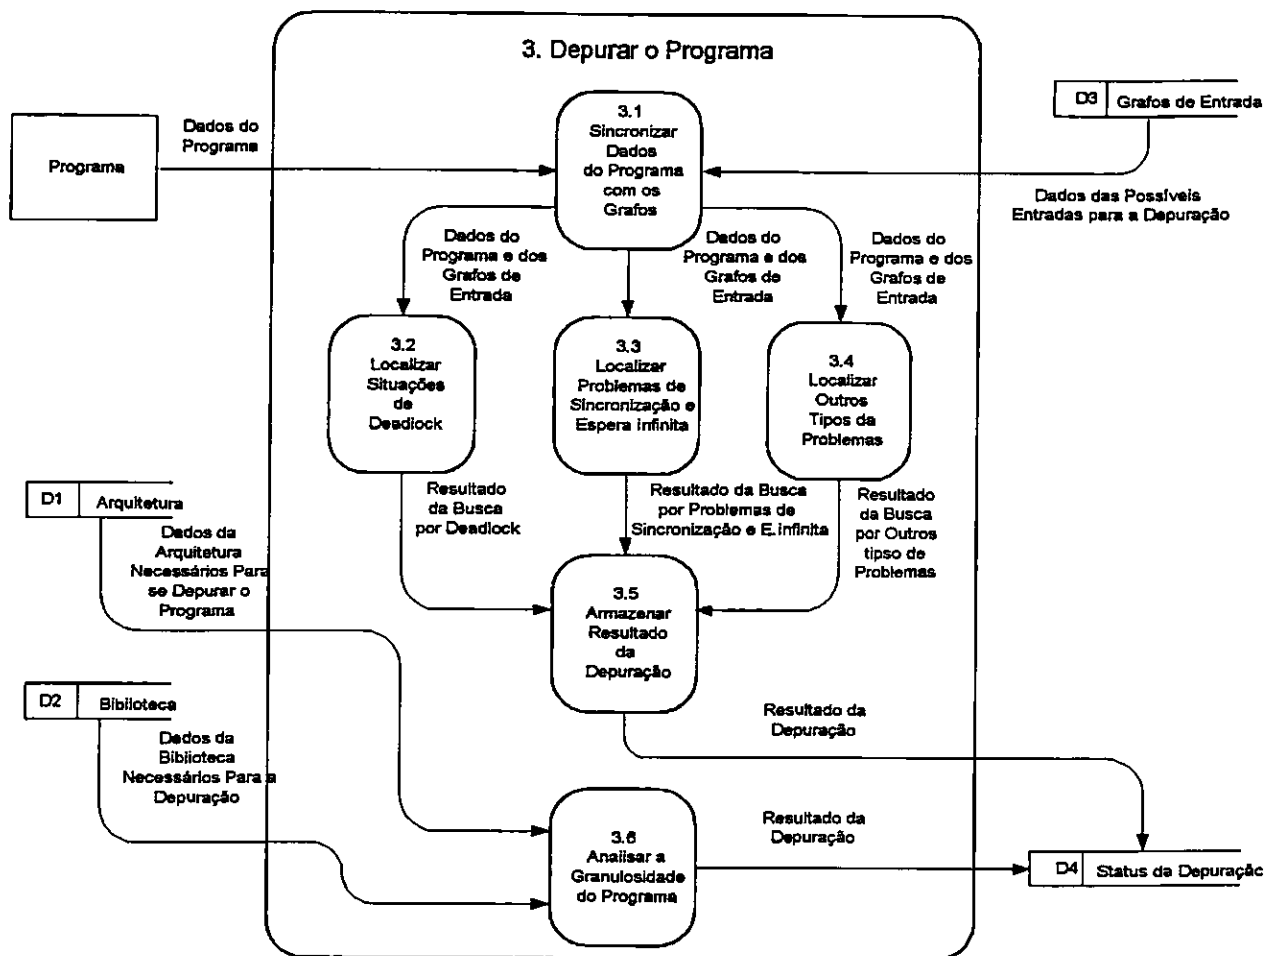 3. Depurar o Programa
Programa
Dados do
Programa
3.1
Sincronizar
Dados
do Programa
com os
Grafos
D3
Grafos de Entrada
Dados das Possíveis
Entradas para a Depuração
Dados do
Programa e dos
Grafos de
Entrada
Dados do
Programa e dos
Grafos de
Entrada
Dados do
Programa e dos
Grafos de
Entrada
3.2
Localizar
Situações
de
Deadlock
3.3
Localizar
Problemas de
Sincronização e
Espera Infinita
3.4
Localizar
Outros
Tipos da
Problemas
D1
Arquitetura
Dados da
Arquitetura
Necessários Para
se Depurar o
Programa
Resultado
da Busca
por Deadlock
Resultado da Busca
por Problemas de
Sincronização e E.infinita
Resultado
da Busca
por Outros
tipso de
Problemas
3.5
Armazenar
Resultado
da
Depuração
D2
Biblioteca
Dados da
Biblioteca
Necessários Para a
Depuração
Resultado da
Depuração
3.6
Analisar a
Granulosidade
do Programa
Resultado da
Depuração
D4
Status da Depuração